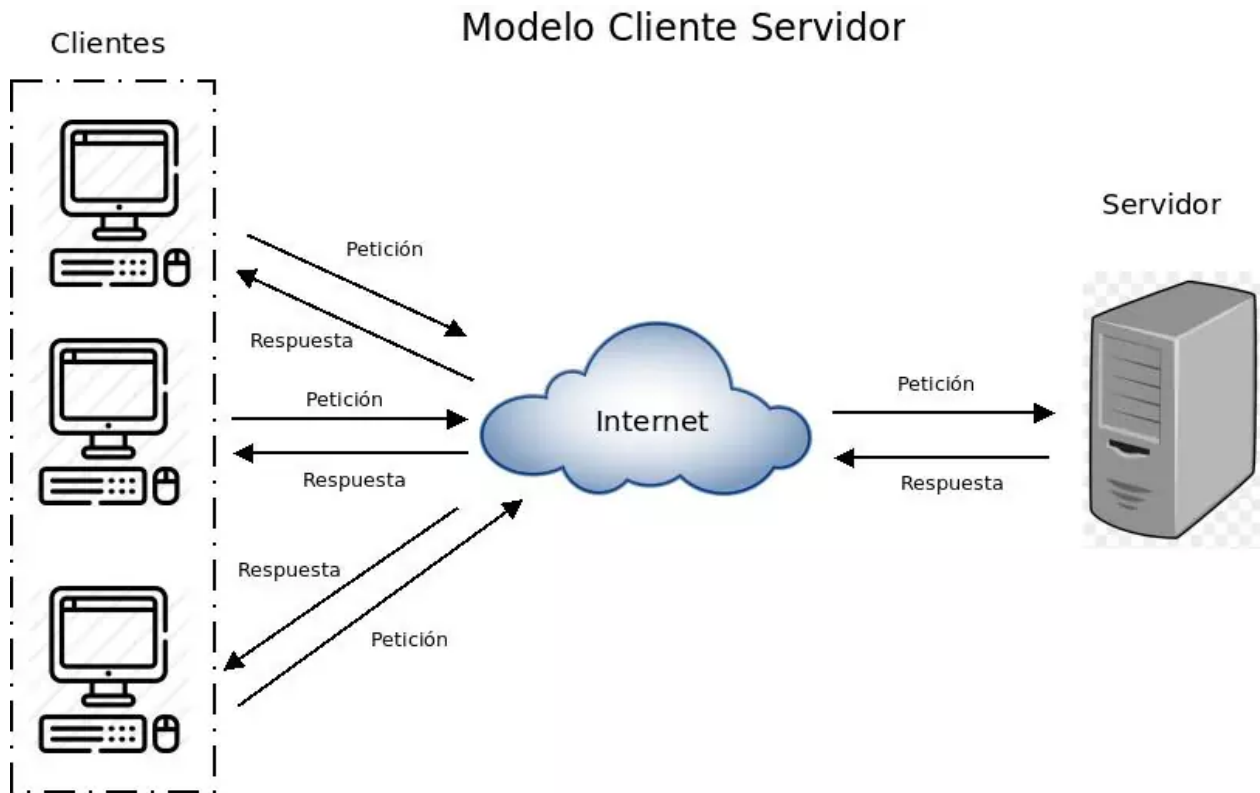 Modelo Cliente Servidor
Clientes
Servidor
Petición
Respuesta
Petición
Respuesta
Respuesta
Petición
Internet
Petición
Respuesta